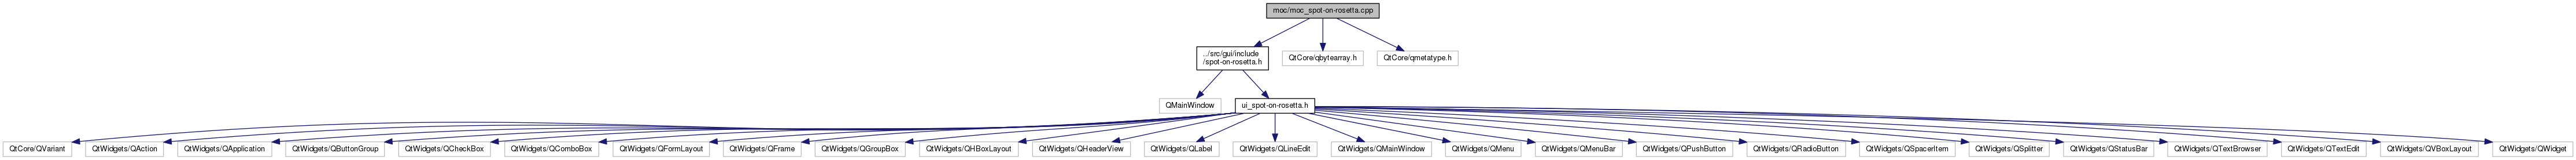 moc/moc_spot-on-rosetta.cpp
../src/gui/include
/spot-on-rosetta.h
QtCore/qbytearray.h
QtCore/qmetatype.h
QMainWindow
ui_spot-on-rosetta.h
QtCore/QVariant
QtWidgets/QAction
QtWidgets/QApplication
QtWidgets/QButtonGroup
QtWidgets/QCheckBox
QtWidgets/QComboBox
QtWidgets/QFormLayout
QtWidgets/QFrame
QtWidgets/QGroupBox
QtWidgets/QHBoxLayout
QtWidgets/QHeaderView
QtWidgets/QLabel
QtWidgets/QLineEdit
QtWidgets/QMainWindow
QtWidgets/QMenu
QtWidgets/QMenuBar
QtWidgets/QPushButton
QtWidgets/QRadioButton
QtWidgets/QSpacerItem
QtWidgets/QSplitter
QtWidgets/QStatusBar
QtWidgets/QTextBrowser
QtWidgets/QTextEdit
QtWidgets/QVBoxLayout
QtWidgets/QWidget